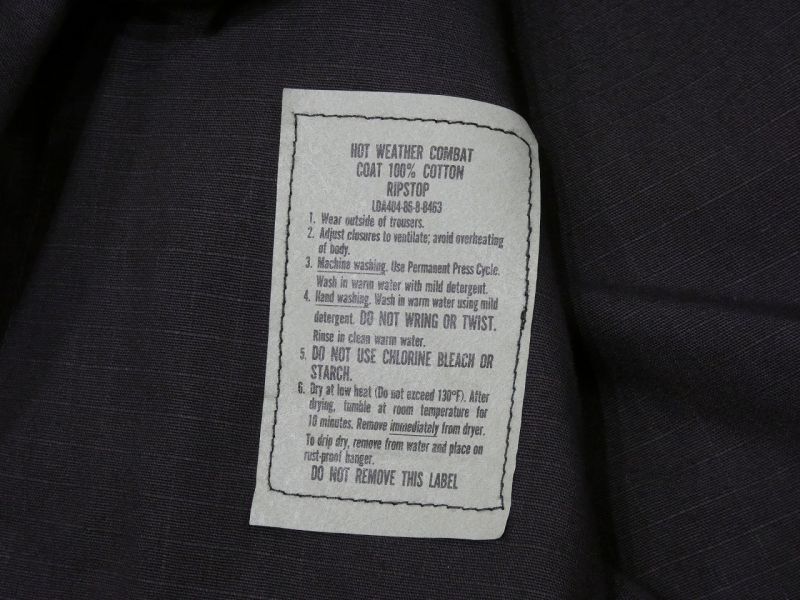 HOT WEATHER COMBAT
COAT 100% COTTON
RIPSTOP
LDA404-86-8-8463
1. Wear outside of trousers.
2. Adjust closures to ventilate; avoid overheating
of body.
3. Machine washing. Use Permanent Press Cycle.
Wash in warm water with mild detergent.
4. Hand washing. Wash in warm water using mild
detergent. DO NOT WRING OR TWIST.
Rinse in clean warm water.
5. DO NOT USE CHLORINE BLEACH OR
STARCH.
6. Dry at low heat (Do not exceed 130°F). After
drying, tumble at room temperature for
10 minutes. Remove immediately from dryer.
To drip dry, remove from water and place on
rust-proof hanger.
DO NOT REMOVE THIS LABEL